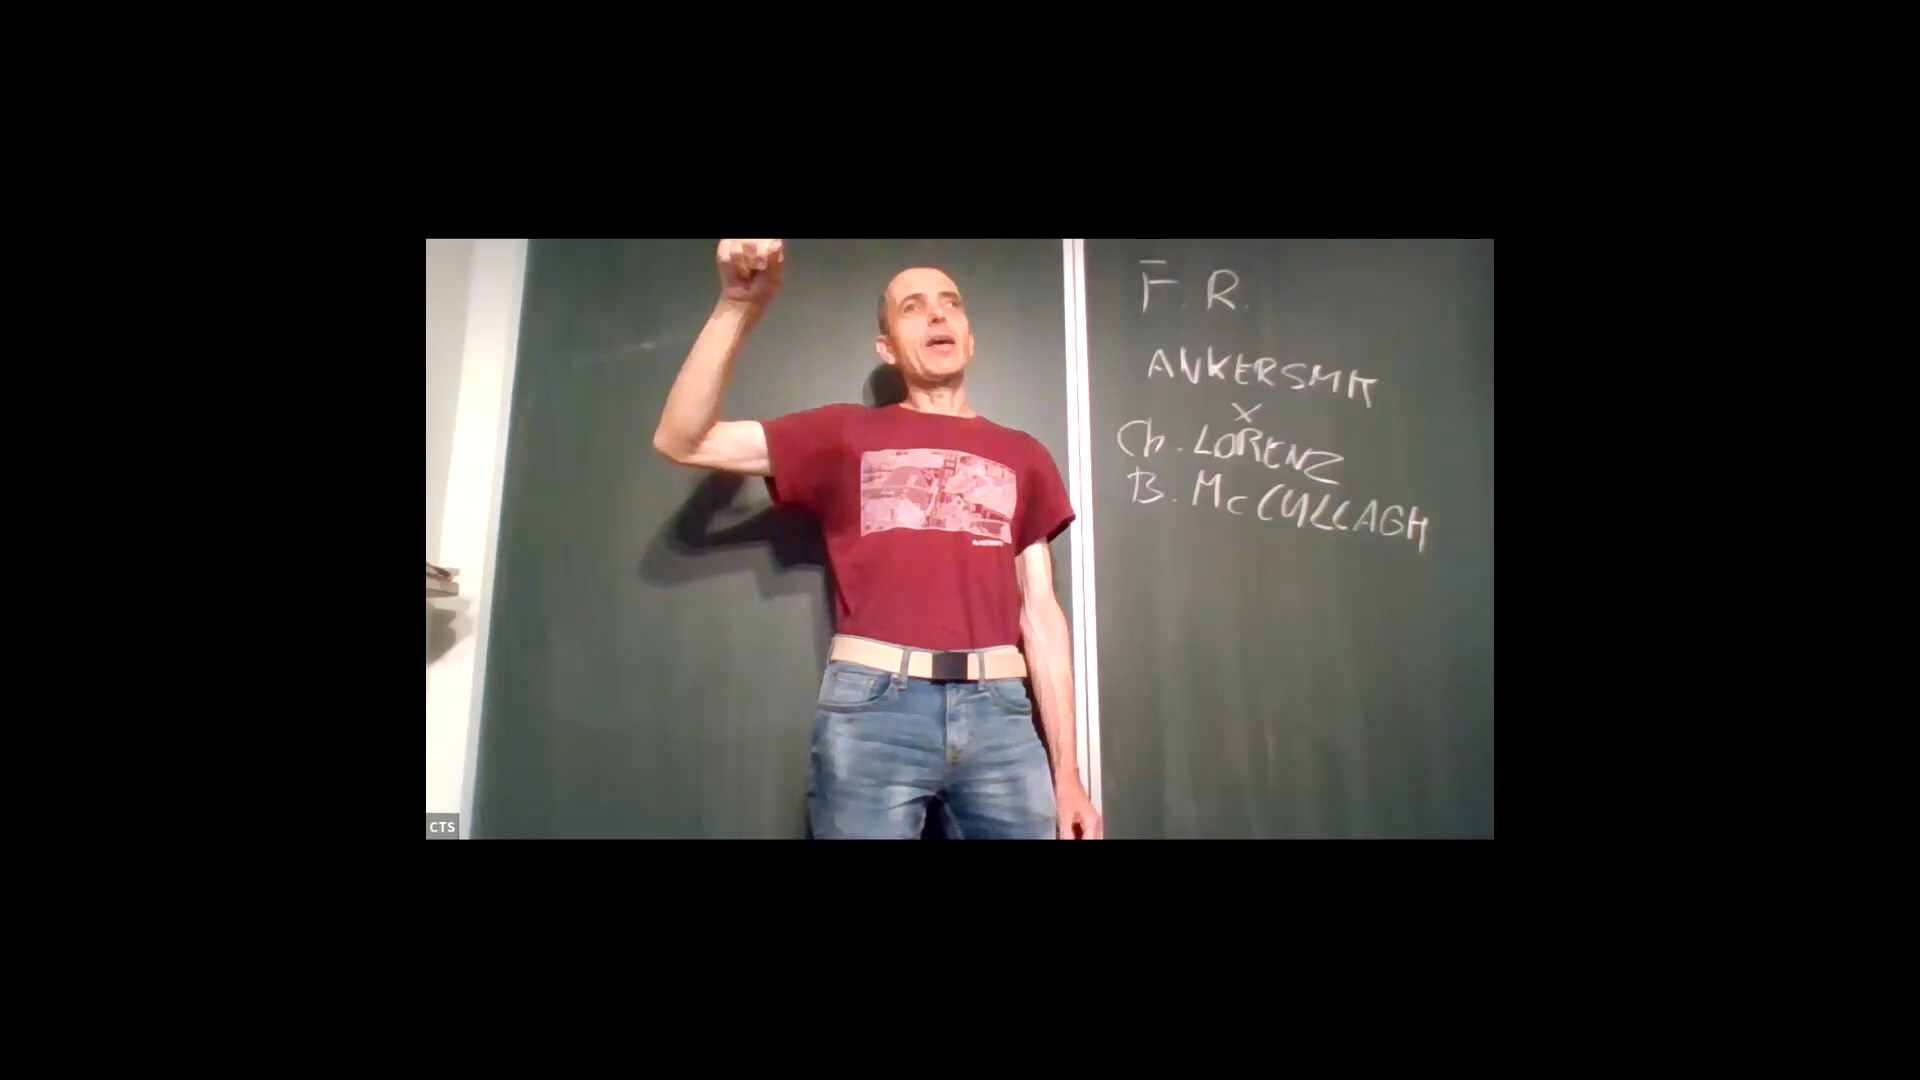 F. R.
ANKERSMIT
x
Ch. LORENZ
B. McCULLAGH
CTS